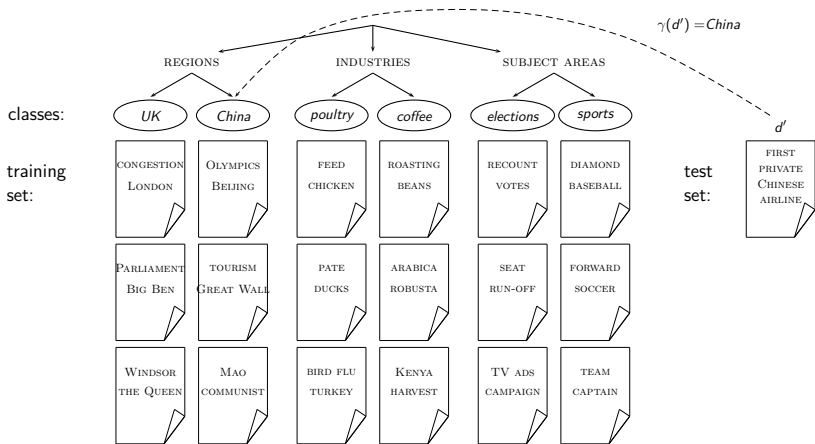 γ(d′) =China
REGIONS INDUSTRIES SUBJECT AREAS
classes: UK China poultry coffee elections sports
d′
training
set:
CONGESTION
LONDON
OLYMPICS
BEIJING
FEED
CHICKEN
ROASTING
BEANS
RECOUNT
VOTES
DIAMOND
BASEBALL
test
set:
FIRST
PRIVATE
CHINESE
AIRLINE
PARLIAMENT
BIG BEN
TOURISM
GREAT WALL
PATE
DUCKS
ARABICA
ROBUSTA
SEAT
RUN-OFF
FORWARD
SOCCER
WINDSOR
THE QUEEN
MAO
COMMUNIST
BIRD FLU
TURKEY
KENYA
HARVEST
TV ADS
CAMPAIGN
TEAM
CAPTAIN